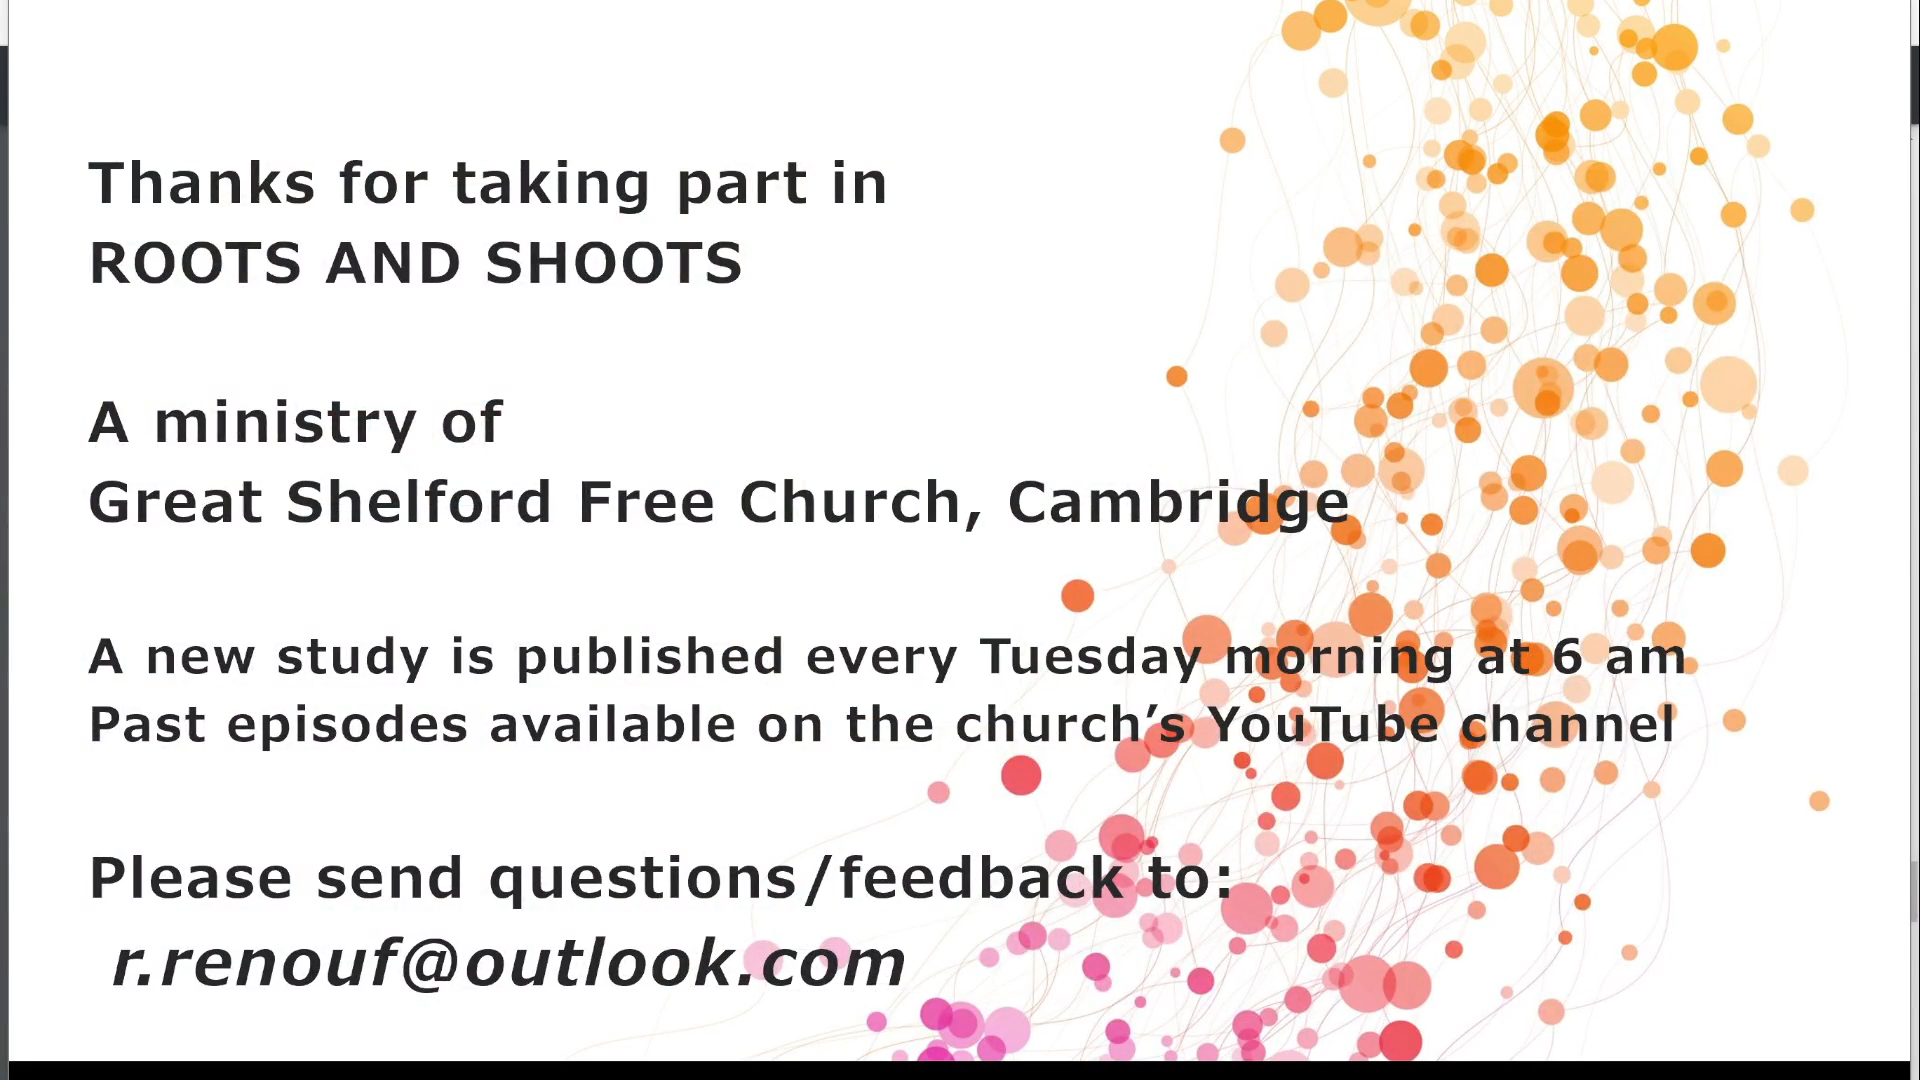 Thanks for taking part in
ROOTS AND SHOOTS
A ministry of
Great Shelford Free Church, Cambridge
A new study is published every Tuesday morning at 6 am
Past episodes available on the church’s YouTube channel
Please send questions/feedback to:
r.renouf@outlook.com